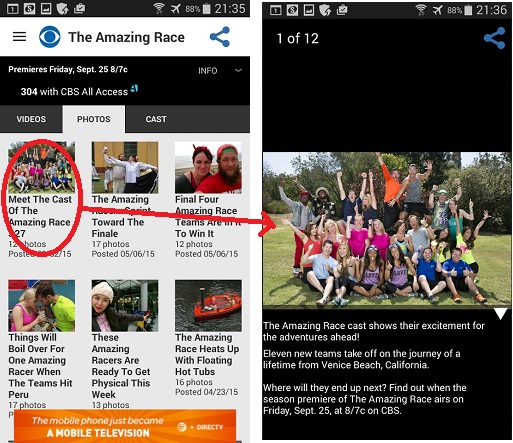 88% 21:35
The Amazing Race
Premieres Friday, Sept. 25 8/7c
INFO
304 with CBS All Access
VIDEOS
PHOTOS
CAST
Meet The Cast
Of The
Amazing Race
27
12 photos
Posted
/15
The
Amazing
Toward The
Finale
17 photos
Posted 05/06/15
Final Four
Amazing Race
Teams Are In It
To Win It
12 photos
Posted 05/06/15
Things Will
Boil Over For
One Amazing
Racer When
The Teams Hit
Peru
17 photos
These
Amazing
Racers Are
Ready To Get
Physical This
Week
13 photos
The Amazing
Race Heats Up
With Floating
Hot Tubs
16 photos
Posted 04/23/15
The mobile phone just became
A MOBILE TELEVISION
AT&T + DIRECTV
88% 21:36
1 of 12
The Amazing Race cast shows their excitement for
the adventures ahead!
Eleven new teams take off on the journey of a
lifetime from Venice Beach, California.
Where will they end up next? Find out when the
season premiere of The Amazing Race airs on
Friday, Sept. 25, at 8/7c on CBS.